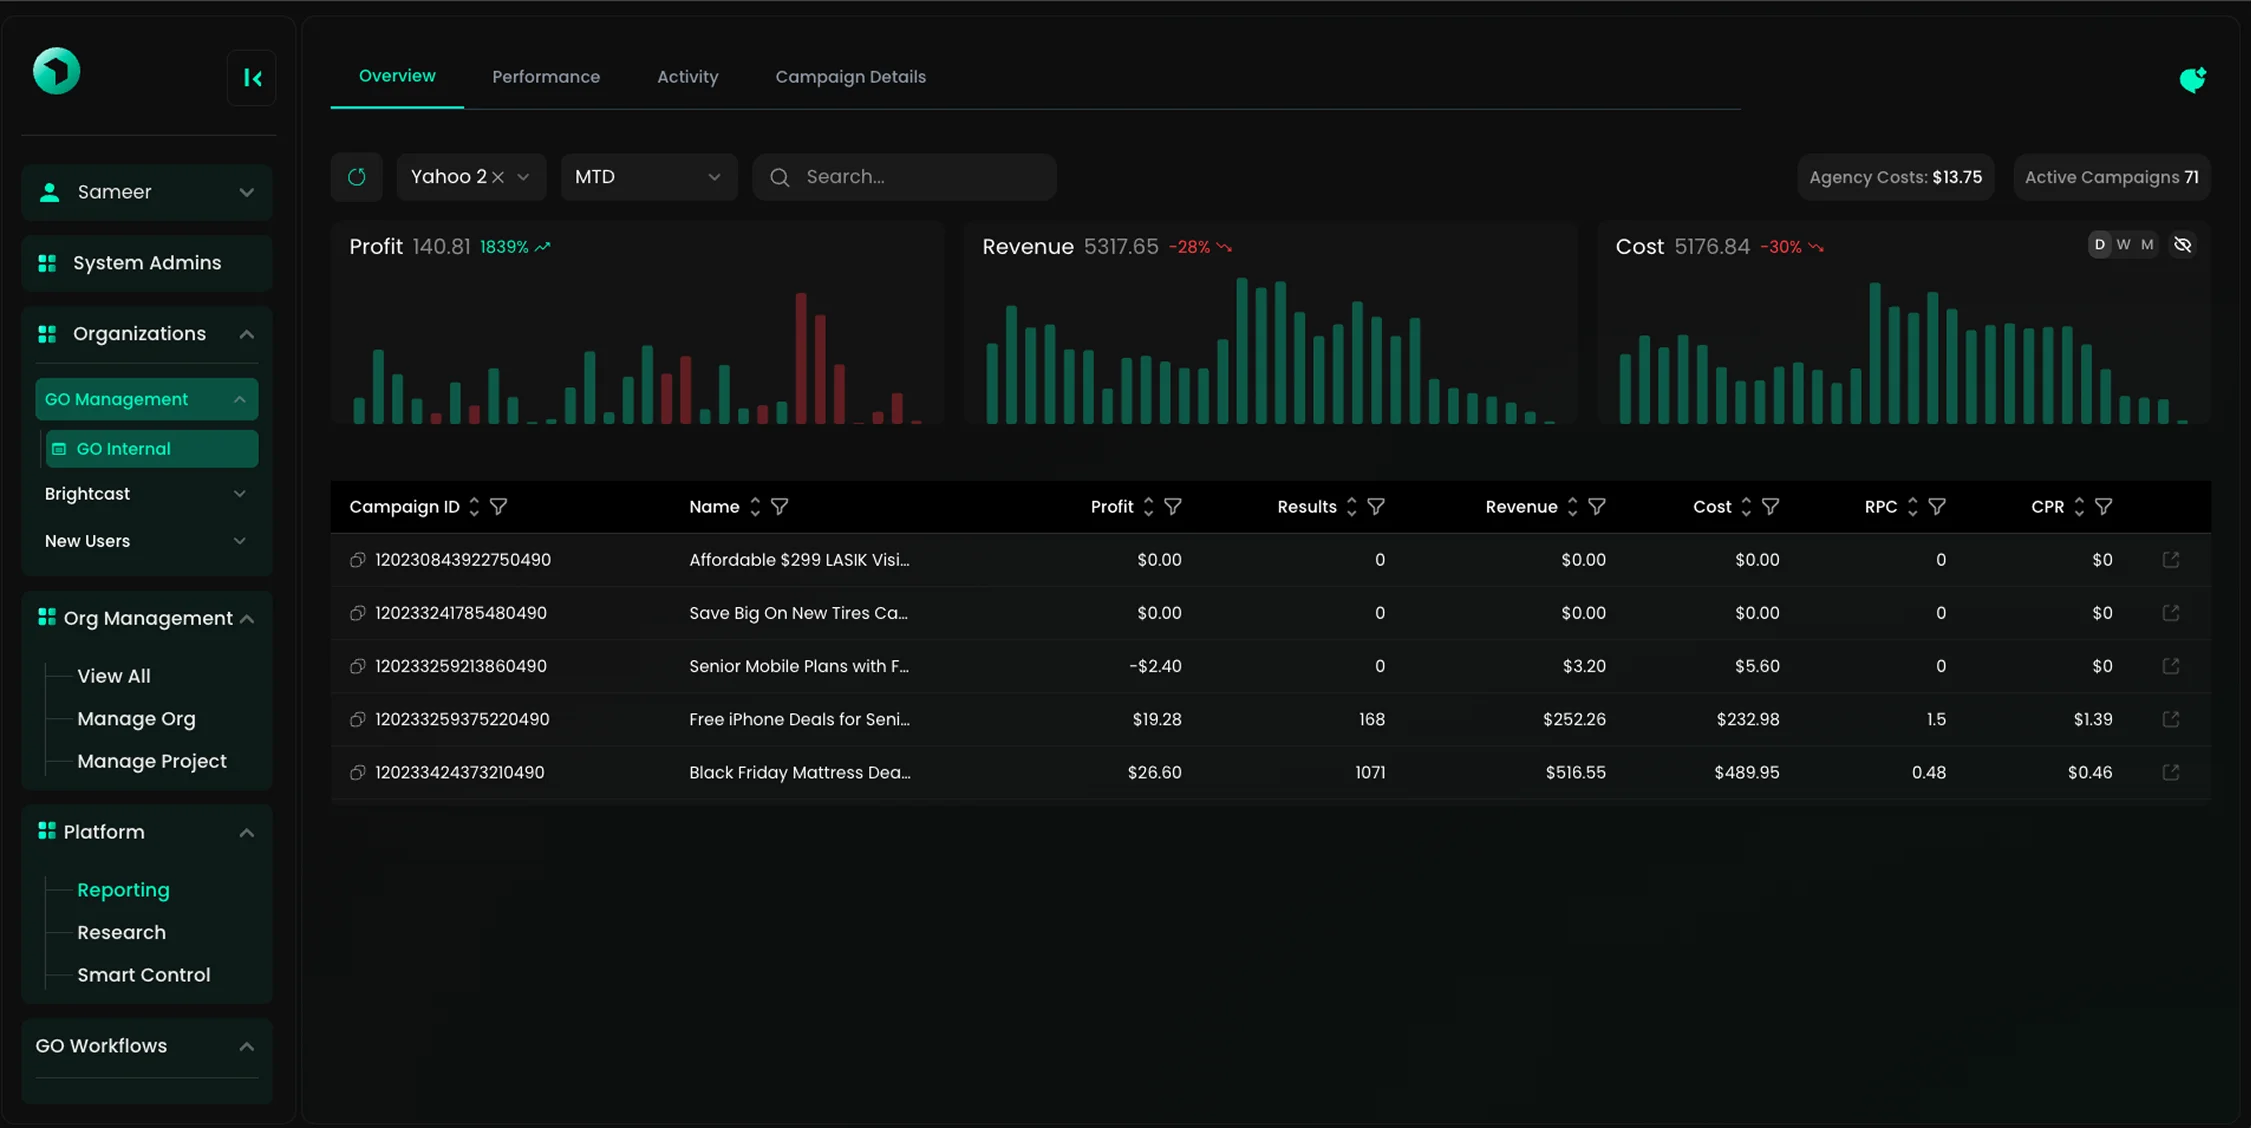 Overview Performance Activity Campaign Details
Sameer
System Admins
Organizations
GO Management
GO Internal
Brightcast
New Users
Org Management
View All
Manage Org
Manage Project
Platform
Reporting
Research
Smart Control
GO Workflows
Yahoo 2 MTD Search... Agency Costs: $13.75 Active Campaigns 71
Profit 140.81 1839%
Revenue 5317.65 -28%
Cost 5176.84 -30% D W M
Campaign ID Name Profit Results Revenue Cost RPC CPR
120230843922750490 Affordable $299 LASIK Visi... $0.00 0 $0.00 $0.00 0 $0
120233241785480490 Save Big On New Tires Ca... $0.00 0 $0.00 $0.00 0 $0
120233259213860490 Senior Mobile Plans with F... -$2.40 0 $3.20 $5.60 0 $0
120233259375220490 Free iPhone Deals for Seni... $19.28 168 $252.26 $232.98 1.5 $1.39
120233424373210490 Black Friday Mattress Dea... $26.60 1071 $516.55 $489.95 0.48 $0.46